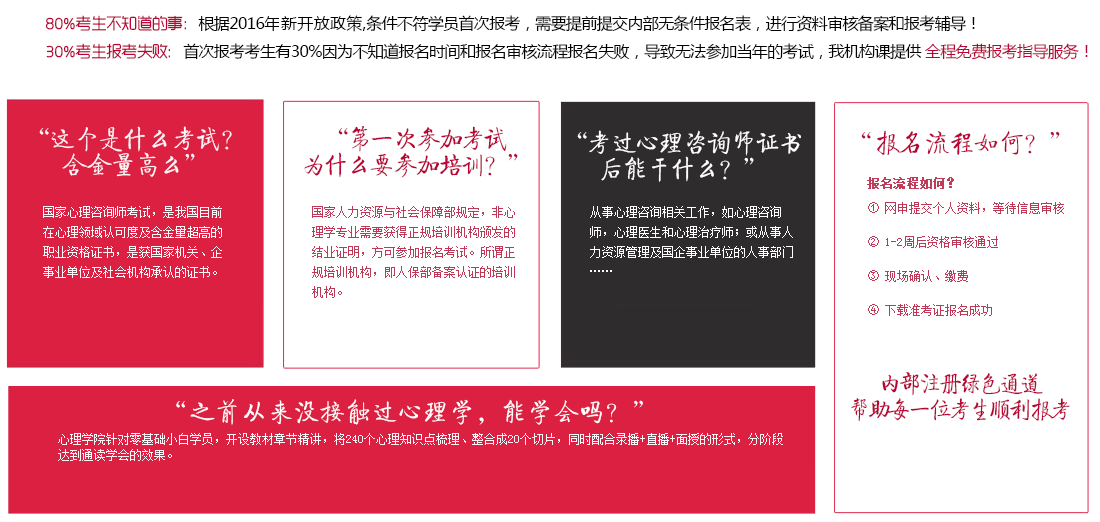 80%考生不知道的事：根据2016年新开放政策,条件不符学员首次报考，需要提前提交内部无条件报名表，进行资料审核备案和报考辅导！
30%考生报考失败：首次报考考生有30%因为不知道报名时间和报名审核流程报名失败，导致无法参加当年的考试，我机构课提供 全程免费报考指导服务！
“这个是什么考试？
含金量高么”
国家心理咨询师考试，是我国目前
在心理领域认可度及含金量超高的
职业资格证书，是获国家机关、企
事业单位及社会机构承认的证书。
“第一次参加考试
为什么要参加培训？”
国家人力资源与社会保障部规定，非心
理学专业需要获得正规培训机构颁发的
结业证明，方可参加报名考试。所谓正
规培训机构，即人保部备案认证的培训
机构。
“考过心理咨询师证书
后能干什么？”
从事心理咨询相关工作，如心理咨询
师，心理医生和心理治疗师；或从事人
力资源管理及国企事业单位的人事部门
······
“报名流程如何？”
报名流程如何？
① 网申提交个人资料，等待信息审核
② 1-2周后资格审核通过
③ 现场确认、缴费
④ 下载准考证报名成功
内部注册绿色通道
帮助每一位考生顺利报考
“之前从来没接触过心理学，能学会吗？”
心理学院针对零基础小白学员，开设教材章节精讲，将240个心理知识点梳理、整合成20个切片，同时配合录播+直播+面授的形式，分阶段
达到通读学会的效果。